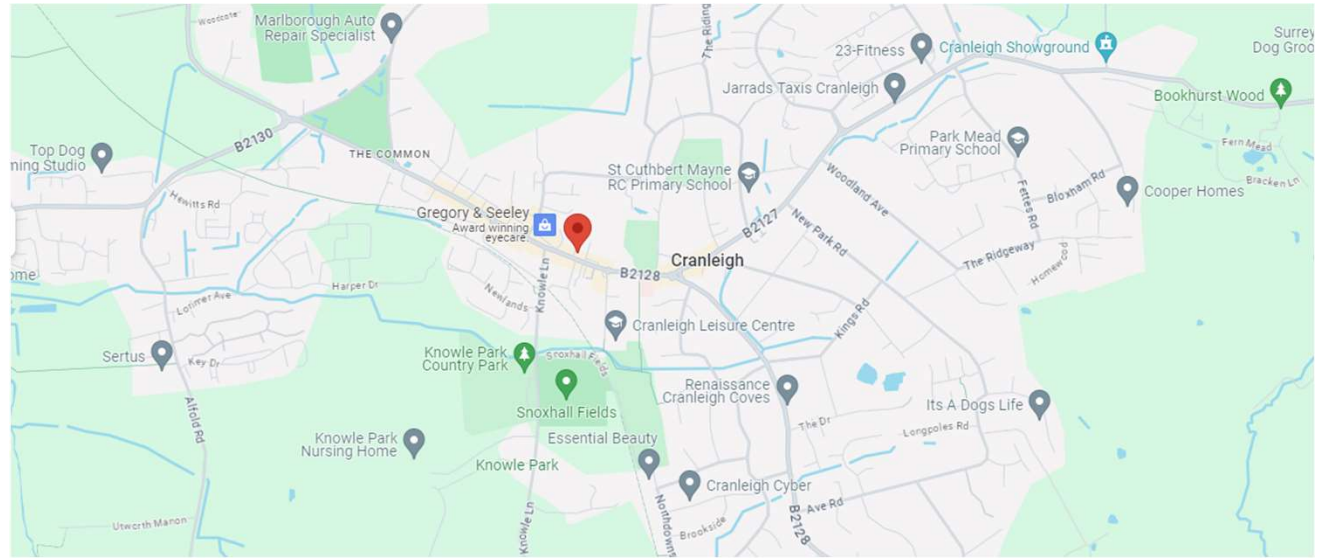 Woodcote
Marlborough Auto
Repair Specialist
The Riding
23-Fitness
Cranleigh Showground
Surrey
Dog Groo
Jarrads Taxis Cranleigh
Bookhurst Wood
B2130
THE COMMON
Top Dog
ning Studio
Park Mead
Primary School
Fern Mead
St Cuthbert Mayne
RC Primary School
Woodland Ave
Bracken Ln
Hewitts Rd
Fettes Rd
Bloxham Rd
Cooper Homes
Gregory & Seeley
Award winning
eyecare.
B2127
New Park Rd
Cranleigh
The Ridgeway
Homewood
ome
B2128
Knowle Ln
Harper Dr
Lorimer Ave
Newlands
Kings Rd
Cranleigh Leisure Centre
Sertus
Key Dr
Knowle Park
Country Park
Snoxhall Fields
Snoxhall Fields
Renaissance
Cranleigh Coves
Its A Dogs Life
Alfold Rd
The Dr
Longpoles Rd
Knowle Park
Nursing Home
Essential Beauty
Knowle Park
Cranleigh Cyber
Ave Rd
Northdowns
Brookside
B2128
Utworth Manor
Knowle Ln